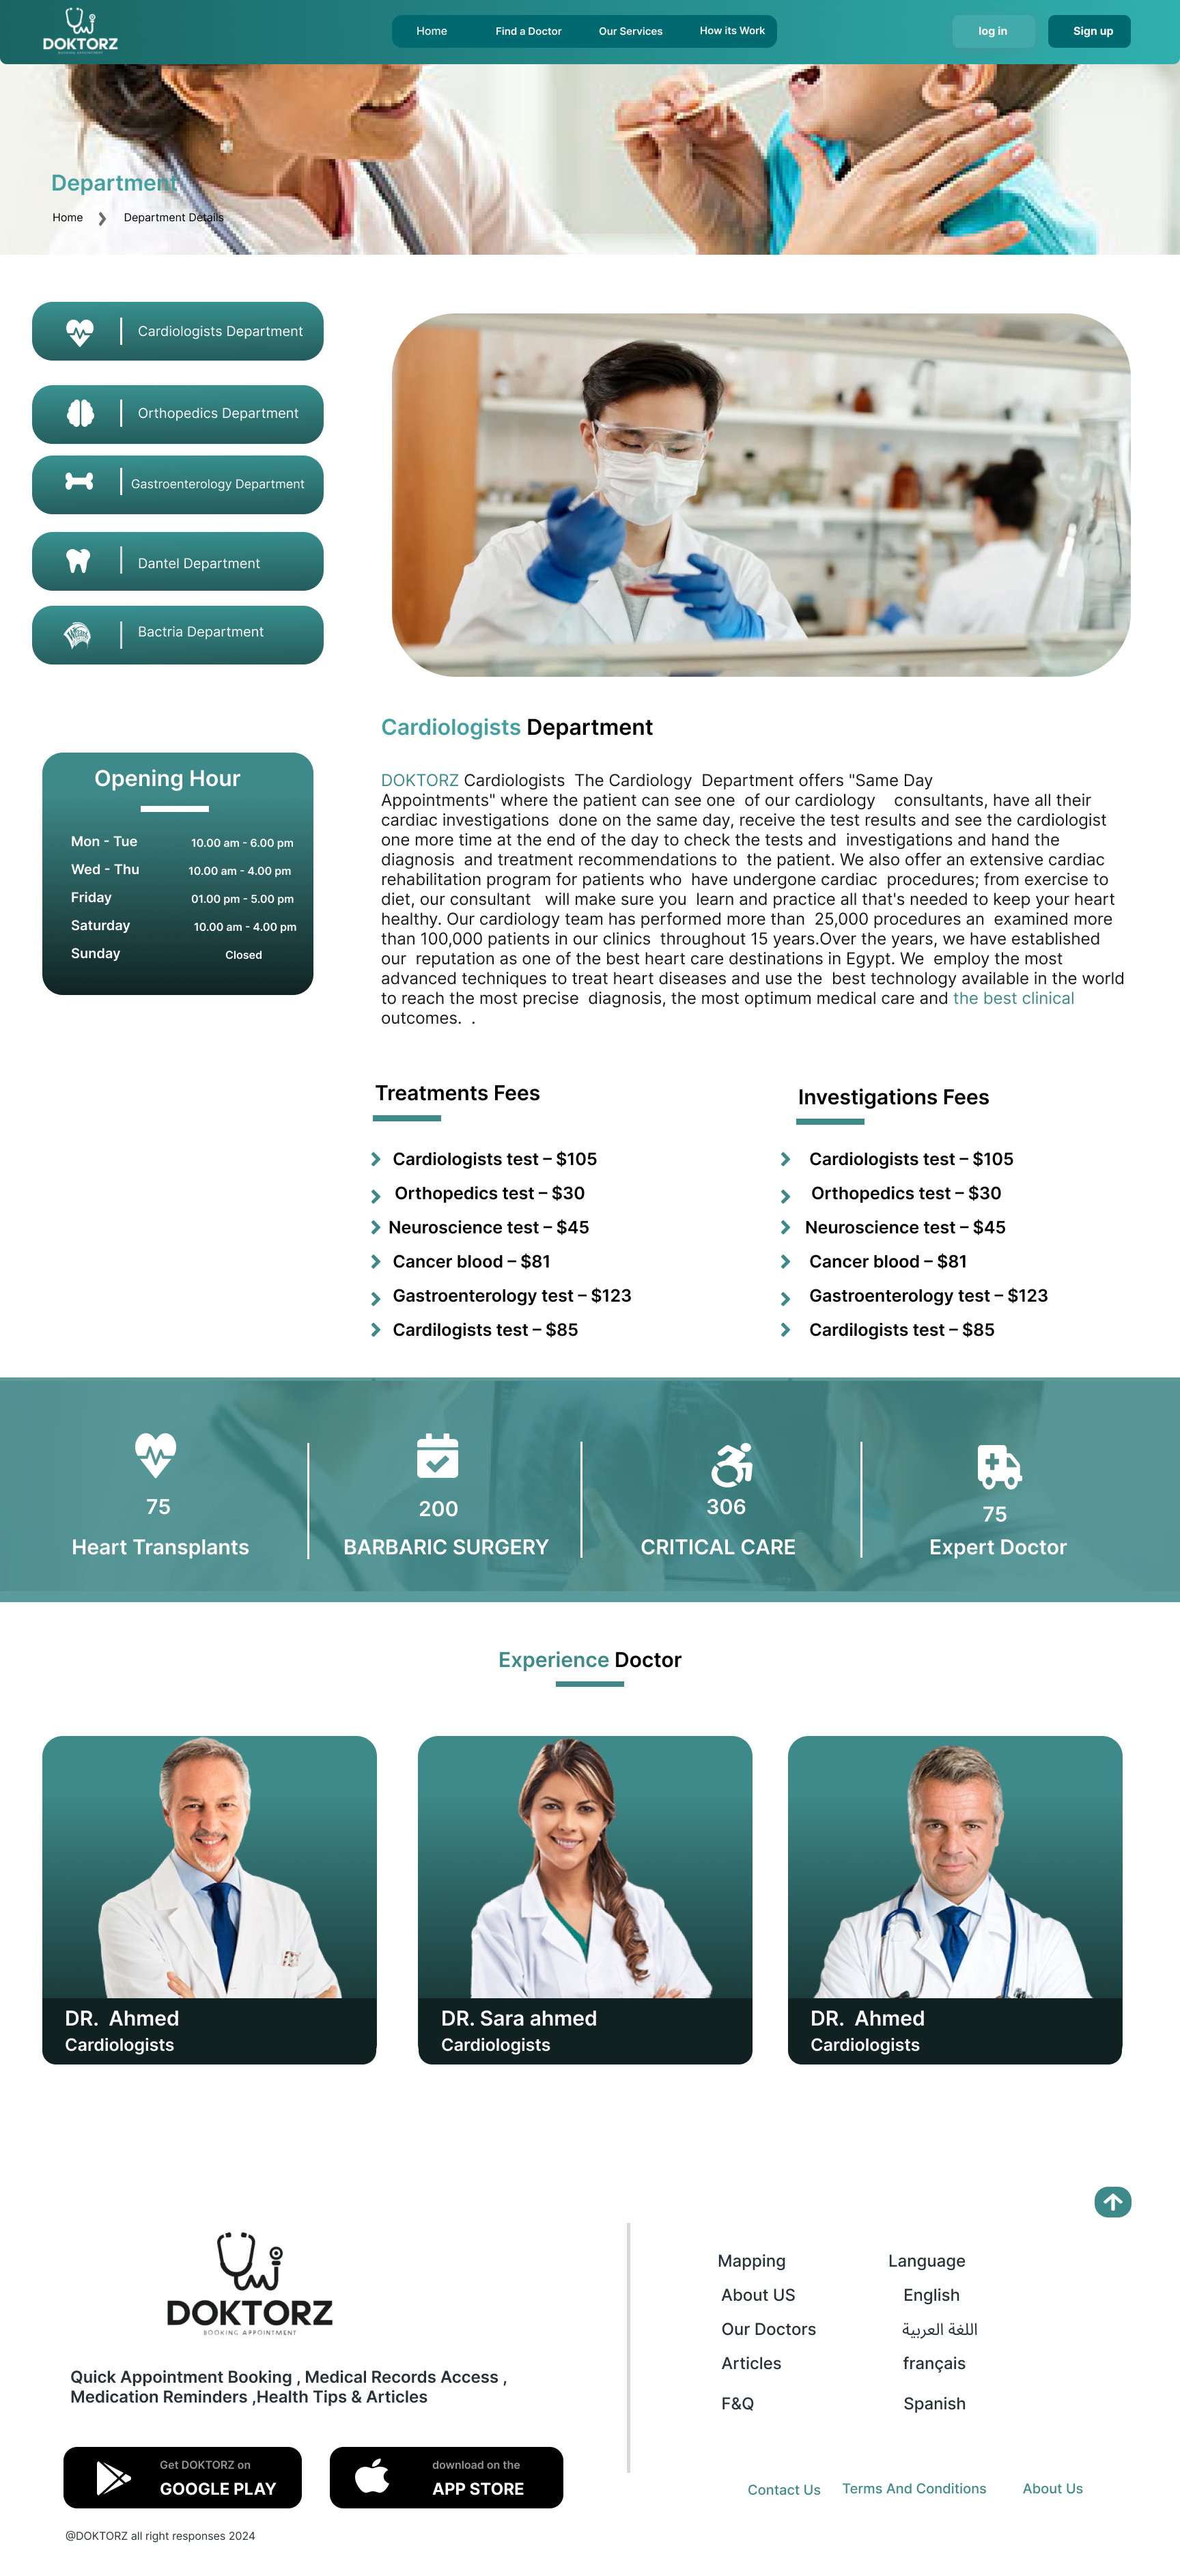 DOKTORZ
BOOKING APPOINTMENT
Home
Find a Doctor
Our Services
How its Work
log in
Sign up
Department
Home
Department Details
Cardiologists Department
Orthopedics Department
Gastroenterology Department
Dantel Department
Bactria Department
Opening Hour
Mon - Tue 10.00 am - 6.00 pm
Wed - Thu 10.00 am - 4.00 pm
Friday 01.00 pm - 5.00 pm
Saturday 10.00 am - 4.00 pm
Sunday Closed
Cardiologists Department
DOKTORZ Cardiologists The Cardiology Department offers "Same Day
Appointments" where the patient can see one of our cardiology consultants, have all their
cardiac investigations done on the same day, receive the test results and see the cardiologist
one more time at the end of the day to check the tests and investigations and hand the
diagnosis and treatment recommendations to the patient. We also offer an extensive cardiac
rehabilitation program for patients who have undergone cardiac procedures; from exercise to
diet, our consultant will make sure you learn and practice all that's needed to keep your heart
healthy. Our cardiology team has performed more than 25,000 procedures an examined more
than 100,000 patients in our clinics throughout 15 years.Over the years, we have established
our reputation as one of the best heart care destinations in Egypt. We employ the most
advanced techniques to treat heart diseases and use the best technology available in the world
to reach the most precise diagnosis, the most optimum medical care and the best clinical
outcomes. .
Treatments Fees
Cardiologists test – $105
Orthopedics test – $30
Neuroscience test – $45
Cancer blood – $81
Gastroenterology test – $123
Cardilogists test – $85
Investigations Fees
Cardiologists test – $105
Orthopedics test – $30
Neuroscience test – $45
Cancer blood – $81
Gastroenterology test – $123
Cardilogists test – $85
75
Heart Transplants
200
BARBARIC SURGERY
306
CRITICAL CARE
75
Expert Doctor
Experience Doctor
DR. Ahmed
Cardiologists
DR. Sara ahmed
Cardiologists
DR. Ahmed
Cardiologists
DOKTORZ
BOOKING APPOINTMENT
Quick Appointment Booking , Medical Records Access ,
Medication Reminders ,Health Tips & Articles
Get DOKTORZ on
GOOGLE PLAY
download on the
APP STORE
@DOKTORZ all right responses 2024
Mapping
About US
Our Doctors
Articles
F&Q
Language
English
اللغة العربية
français
Spanish
Contact Us
Terms And Conditions
About Us